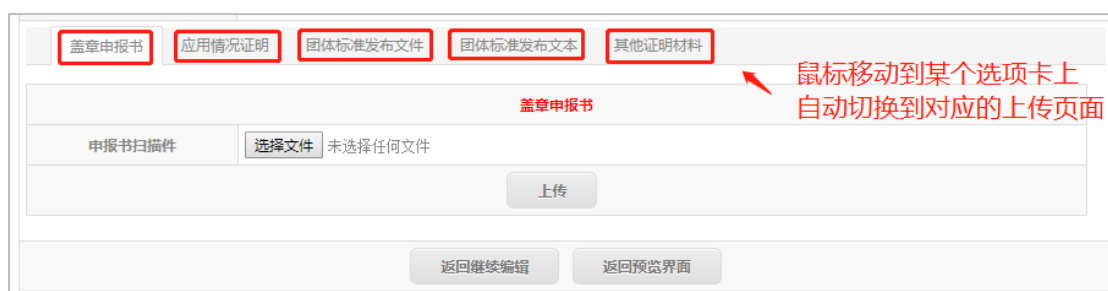 盖章申报书 应用情况证明 团体标准发布文件 团体标准发布文本 其他证明材料
鼠标移动到某个选项卡上
自动切换到对应的上传页面
盖章申报书
申报书扫描件 选择文件 未选择任何文件
上传
返回继续编辑 返回预览界面